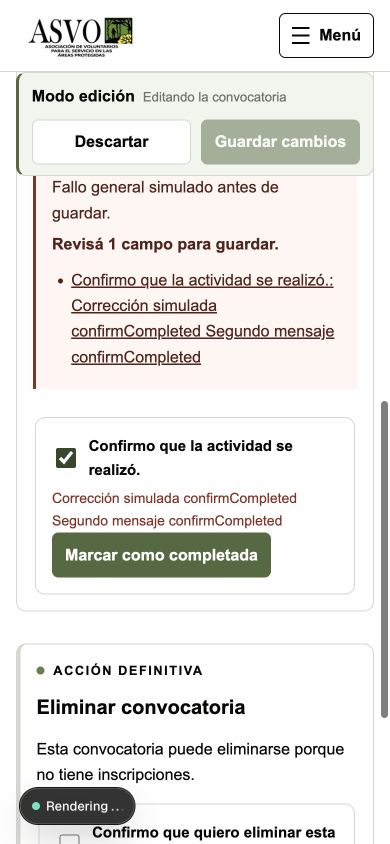 ASVO
ASOCIACIÓN DE VOLUNTARIOS
PARA EL SERVICIO EN LAS
ÁREAS PROTEGIDAS
Menú
Modo edición Editando la convocatoria
Descartar
Guardar cambios
Fallo general simulado antes de
guardar.
Revisá 1 campo para guardar.
• Confirmo que la actividad se realizó.:
Corrección simulada
confirmCompleted Segundo mensaje
confirmCompleted
Confirmo que la actividad se
realizó.
Corrección simulada confirmCompleted
Segundo mensaje confirmCompleted
Marcar como completada
ACCIÓN DEFINITIVA
Eliminar convocatoria
Esta convocatoria puede eliminarse porque
no tiene inscripciones.
Rendering ...
Confirmo que quiero eliminar esta